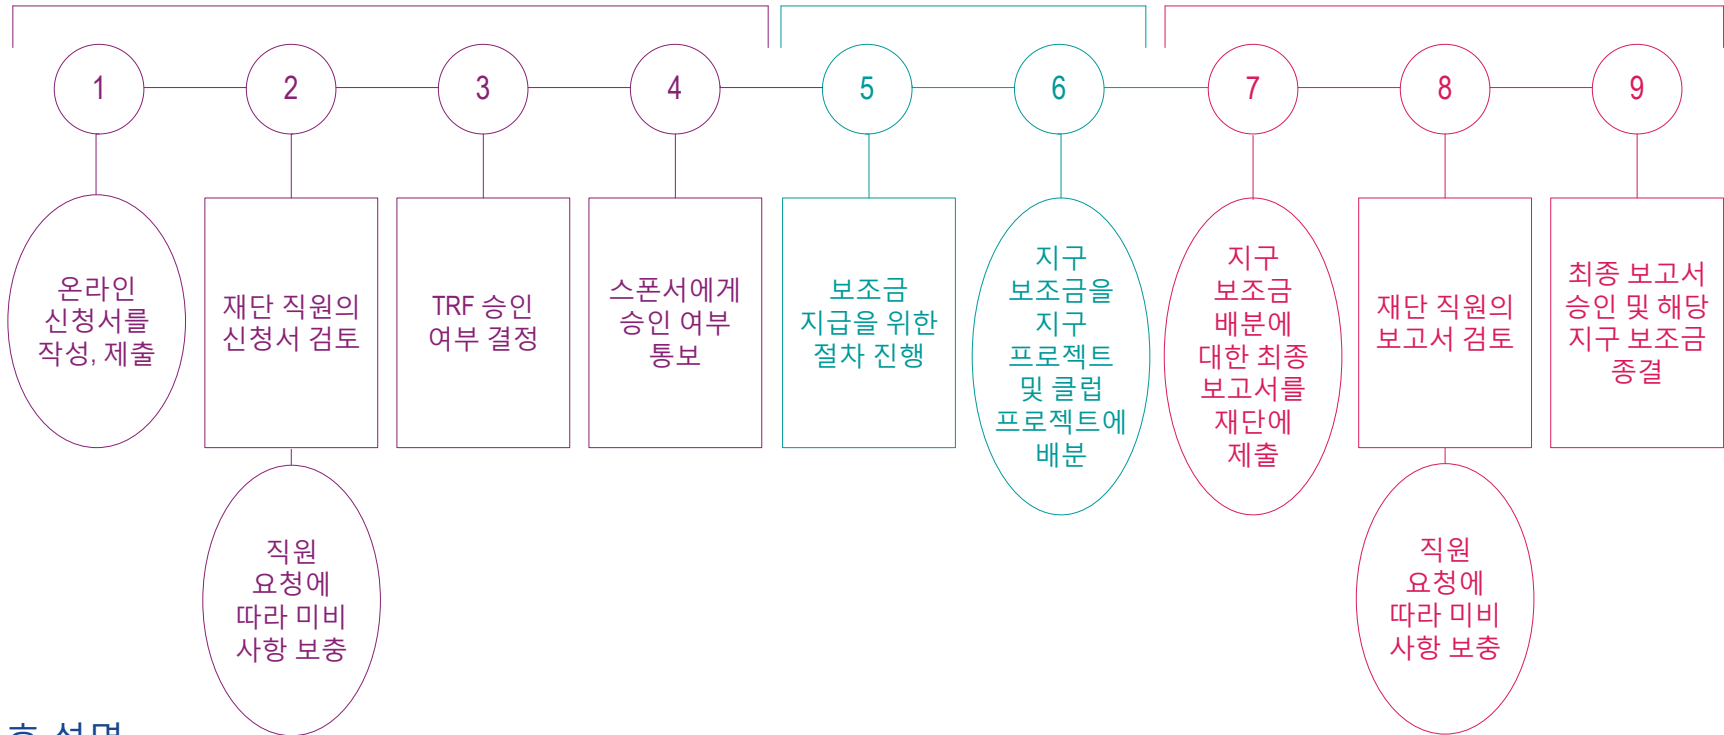 1
2
3
4
5
6
7
8
9
온라인
신청서를
작성, 제출
재단 직원의
신청서 검토
TRF 승인
여부 결정
스폰서에게
승인 여부
통보
보조금
지급을 위한
절차 진행
지구
보조금을
지구
프로젝트
및 클럽
프로젝트에
배분
지구
보조금
배분에
대한 최종
보고서를
재단에
제출
재단 직원의
보고서 검토
최종 보고서
승인 및 해당
지구 보조금
종결
직원
요청에
따라 미비
사항 보충
직원
요청에
따라 미비
사항 보충